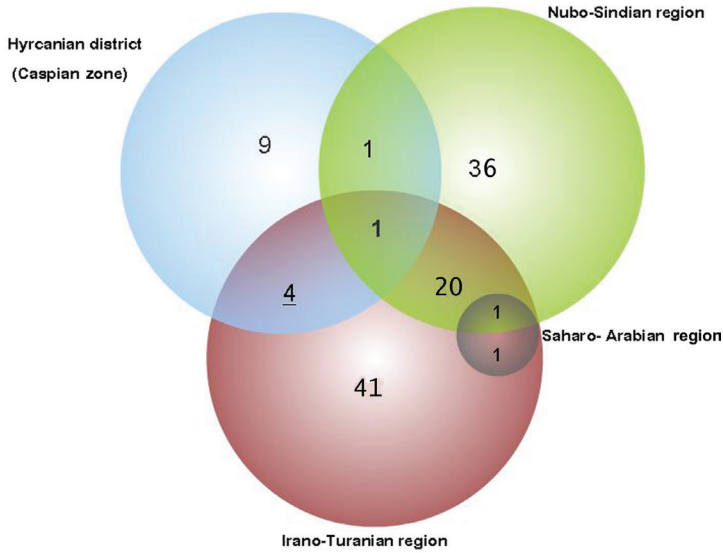 Nubo-Sindian region
Hyrcanian district
(Caspian zone)
9
1
36
1
4
20
1
Saharo- Arabian region
1
41
Irano-Turanian region